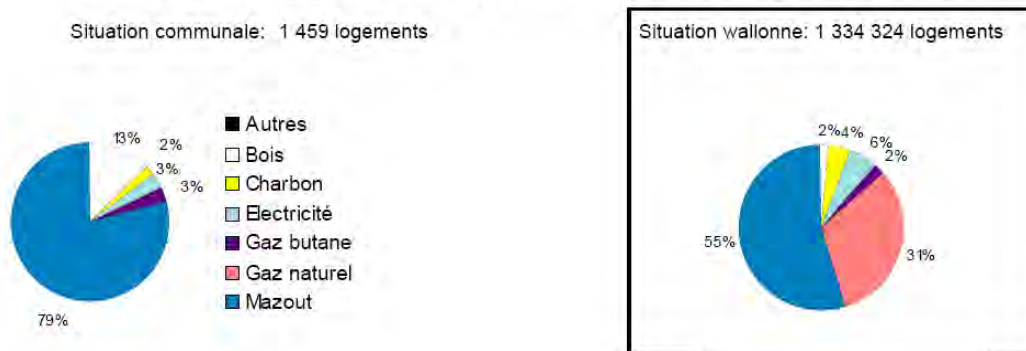 Situation communale: 1 459 logements
13%
2%
3%
3%
79%
Autres
Bois
Charbon
Electricité
Gaz butane
Gaz naturel
Mazout
Situation wallonne: 1 334 324 logements
2%
4%
6%
2%
31%
55%